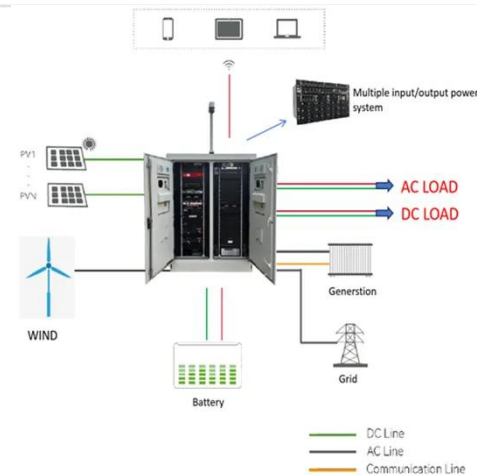 Multiple input/output power
system
PV1
PVN
AC LOAD
DC LOAD
Generstion
WIND
Grid
Battery
DC Line
AC Line
Communication Line